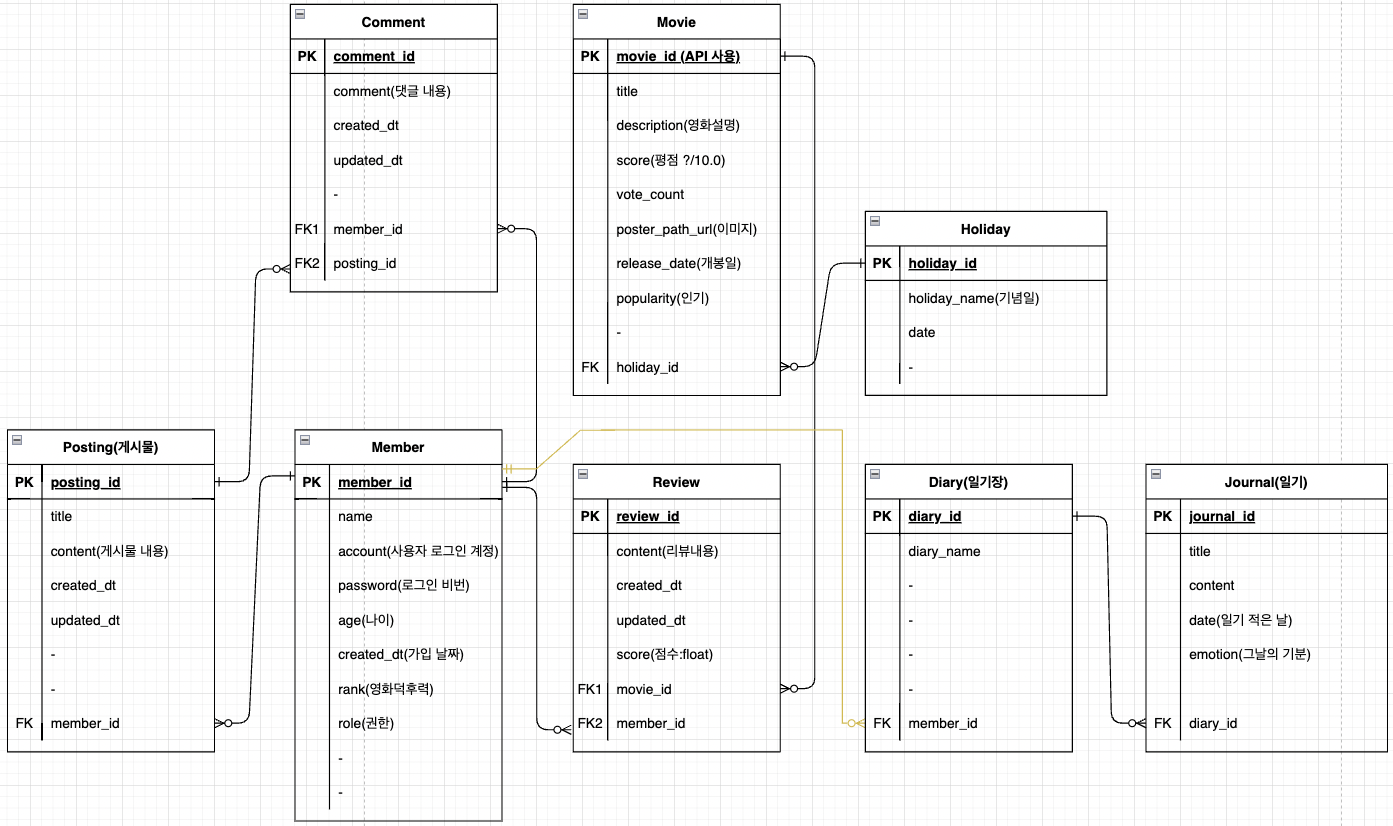 Comment
PK comment_id
comment(댓글 내용)
created_dt
updated_dt
-
FK1 member_id
FK2 posting_id
Movie
PK movie_id (API 사용)
title
description(영화설명)
score(평점 ?/10.0)
vote_count
poster_path_url(이미지)
release_date(개봉일)
popularity(인기)
-
FK holiday_id
Holiday
PK holiday_id
holiday_name(기념일)
date
-
Posting(게시물)
PK posting_id
title
content(게시물 내용)
created_dt
updated_dt
-
-
FK member_id
Member
PK member_id
name
account(사용자 로그인 계정)
password(로그인 비번)
age(나이)
created_dt(가입 날짜)
rank(영화덕후력)
role(권한)
-
-
Review
PK review_id
content(리뷰내용)
created_dt
updated_dt
score(점수:float)
FK1 movie_id
FK2 member_id
Diary(일기장)
PK diary_id
diary_name
-
-
-
-
FK member_id
Journal(일기)
PK journal_id
title
content
date(일기 적은 날)
emotion(그날의 기분)
FK diary_id